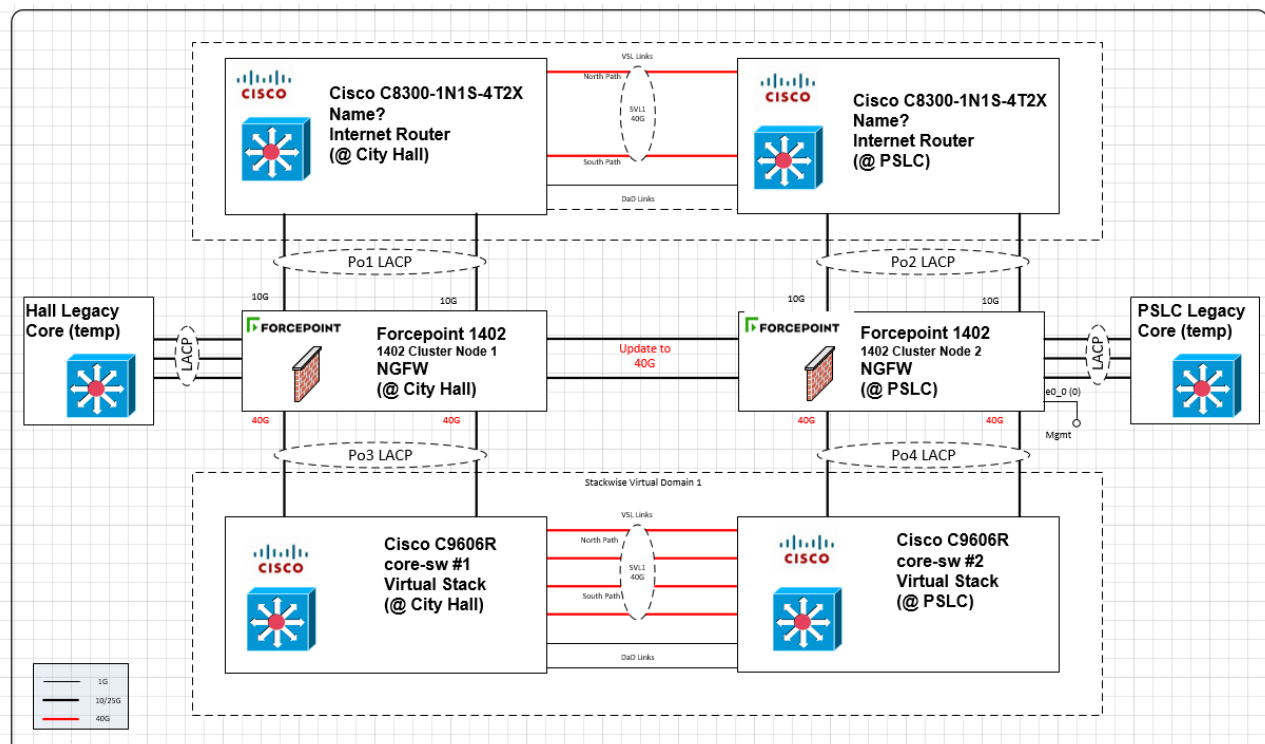 VSL Links
North Path
SVL1
40G
South Path
DaD Links
CISCO
Cisco C8300-1N1S-4T2X
Name?
Internet Router
(@ City Hall)
CISCO
Cisco C8300-1N1S-4T2X
Name?
Internet Router
(@ PSLC)
Po1 LACP
Po2 LACP
10G
10G
10G
10G
Hall Legacy
Core (temp)
LACP
FORCEPOINT
Forcepoint 1402
1402 Cluster Node 1
NGFW
(@ City Hall)
Update to
40G
FORCEPOINT
Forcepoint 1402
1402 Cluster Node 2
NGFW
(@ PSLC)
LACP
PSLC Legacy
Core (temp)
e0_0 (0)
Mgmt
40G
40G
40G
40G
Po3 LACP
Po4 LACP
Stackwise Virtual Domain 1
VSL Links
North Path
SVL1
40G
South Path
DaD Links
CISCO
Cisco C9606R
core-sw #1
Virtual Stack
(@ City Hall)
CISCO
Cisco C9606R
core-sw #2
Virtual Stack
(@ PSLC)
1G
10/25G
40G